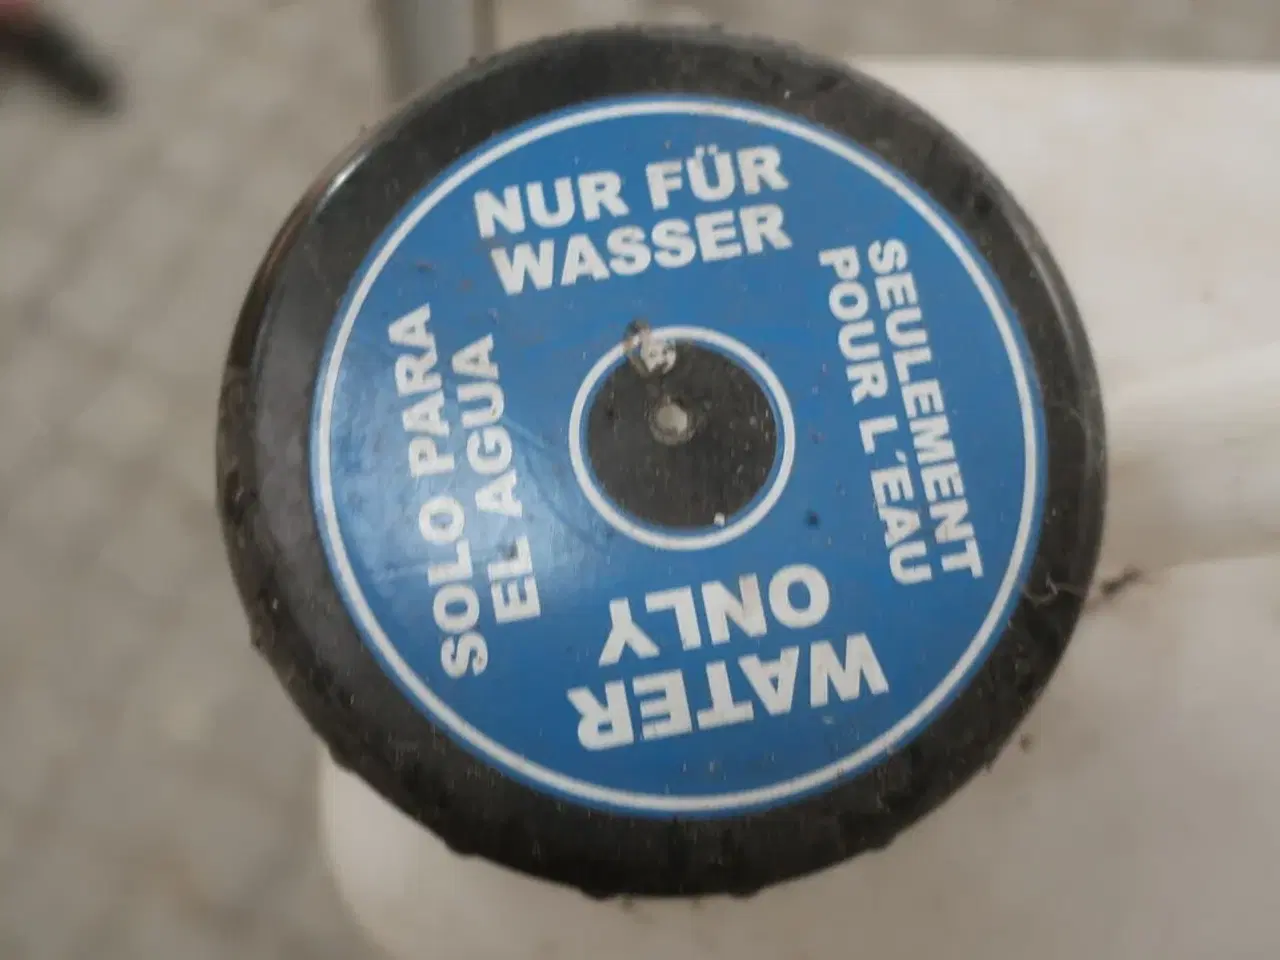 NUR FÜR
WASSER
SEULEMENT
POUR L'EAU
WATER
ONLY
SOLO PARA
EL AGUA